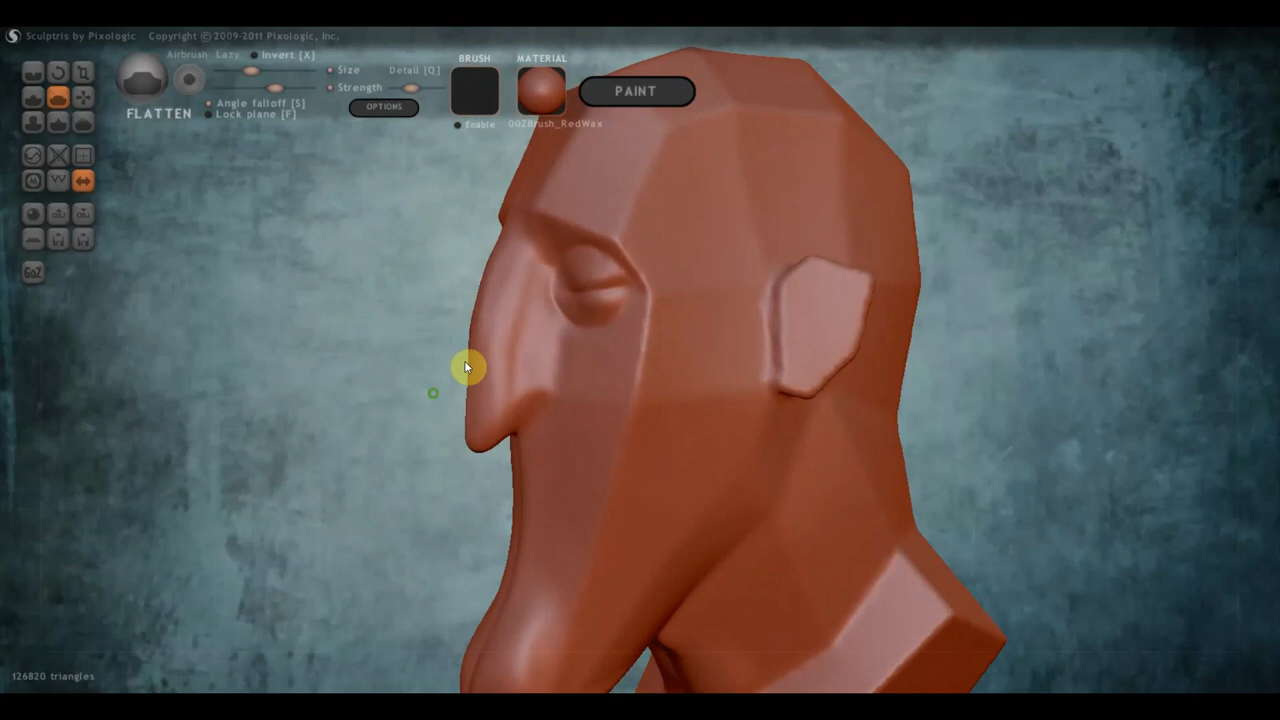 Sculptris by Pixologic Copyright © 2009-2011 Pixologic, Inc.
Airbrush Lazy Invert [X]
Size Detail [Q]
Strength
Angle falloff [S]
Lock plane [F]
FLATTEN
OPTIONS
BRUSH
Enable
MATERIAL
00ZBrush_RedWax
PAINT
GoZ
126820 triangles